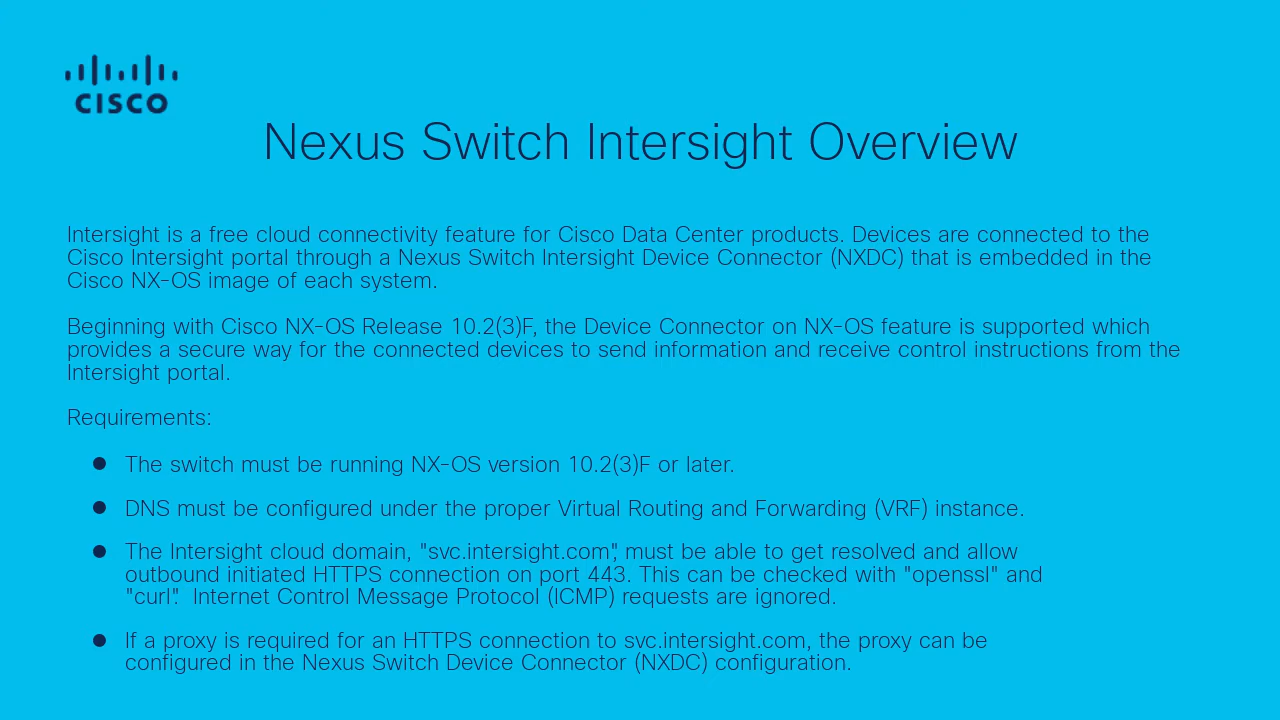 CISCO
Nexus Switch Intersight Overview
Intersight is a free cloud connectivity feature for Cisco Data Center products. Devices are connected to the
Cisco Intersight portal through a Nexus Switch Intersight Device Connector (NXDC) that is embedded in the
Cisco NX-OS image of each system.
Beginning with Cisco NX-OS Release 10.2(3)F, the Device Connector on NX-OS feature is supported which
provides a secure way for the connected devices to send information and receive control instructions from the
Intersight portal.
Requirements:
● The switch must be running NX-OS version 10.2(3)F or later.
● DNS must be configured under the proper Virtual Routing and Forwarding (VRF) instance.
● The Intersight cloud domain, "svc.intersight.com", must be able to get resolved and allow
outbound initiated HTTPS connection on port 443. This can be checked with "openssl" and
"curl". Internet Control Message Protocol (ICMP) requests are ignored.
● If a proxy is required for an HTTPS connection to svc.intersight.com, the proxy can be
configured in the Nexus Switch Device Connector (NXDC) configuration.